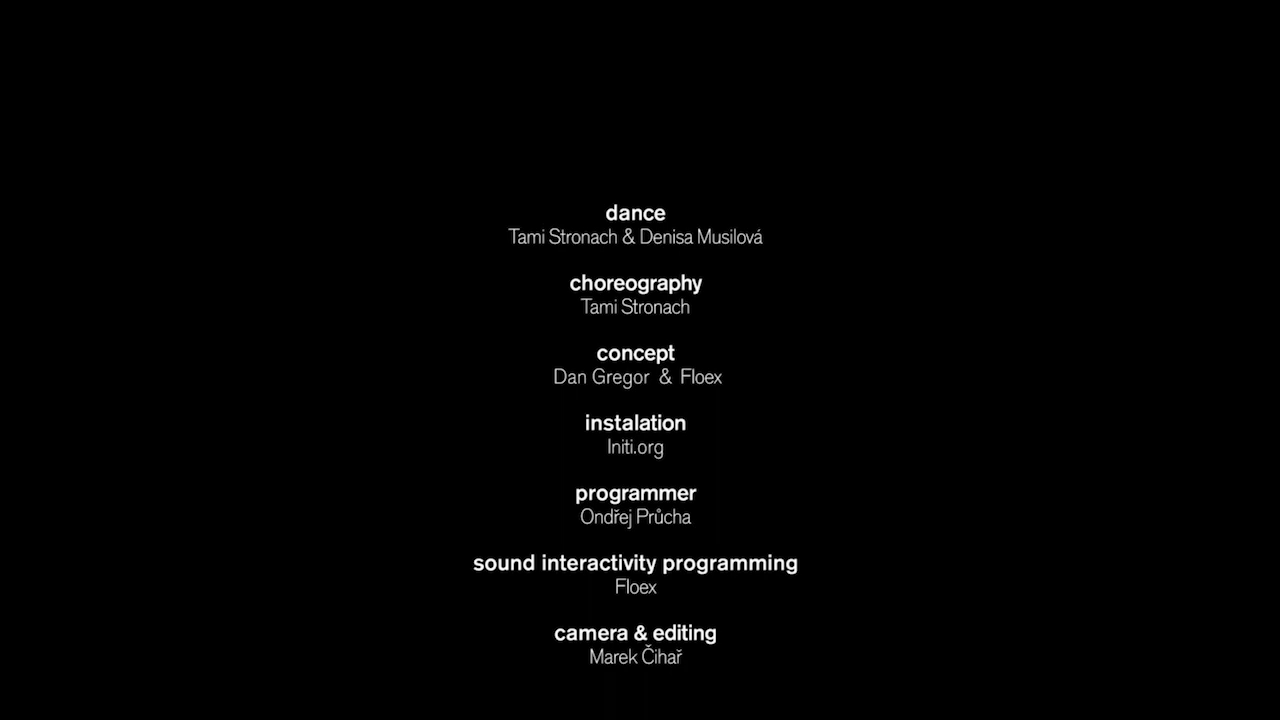 dance
Tami Stronach & Denisa Musilová
choreography
Tami Stronach
concept
Dan Gregor & Floex
instalation
Initi.org
programmer
Ondřej Průcha
sound interactivity programming
Floex
camera & editing
Marek Čihař